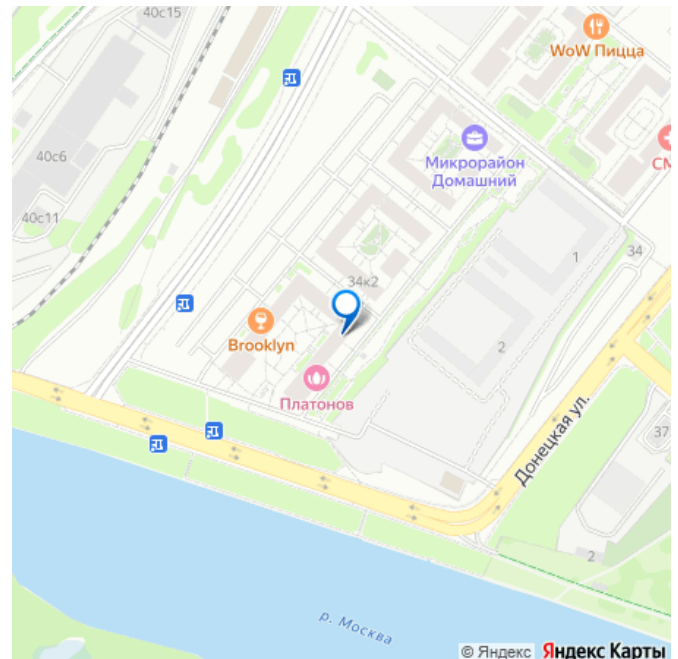 40с15
WoW Пицца
40с6
Микрорайон
Домашний
СМ
40с11
34
1
34к2
2
Brooklyn
Платонов
Донецкая ул.
37
2
р. Москва
© Яндекс Яндекс Карты